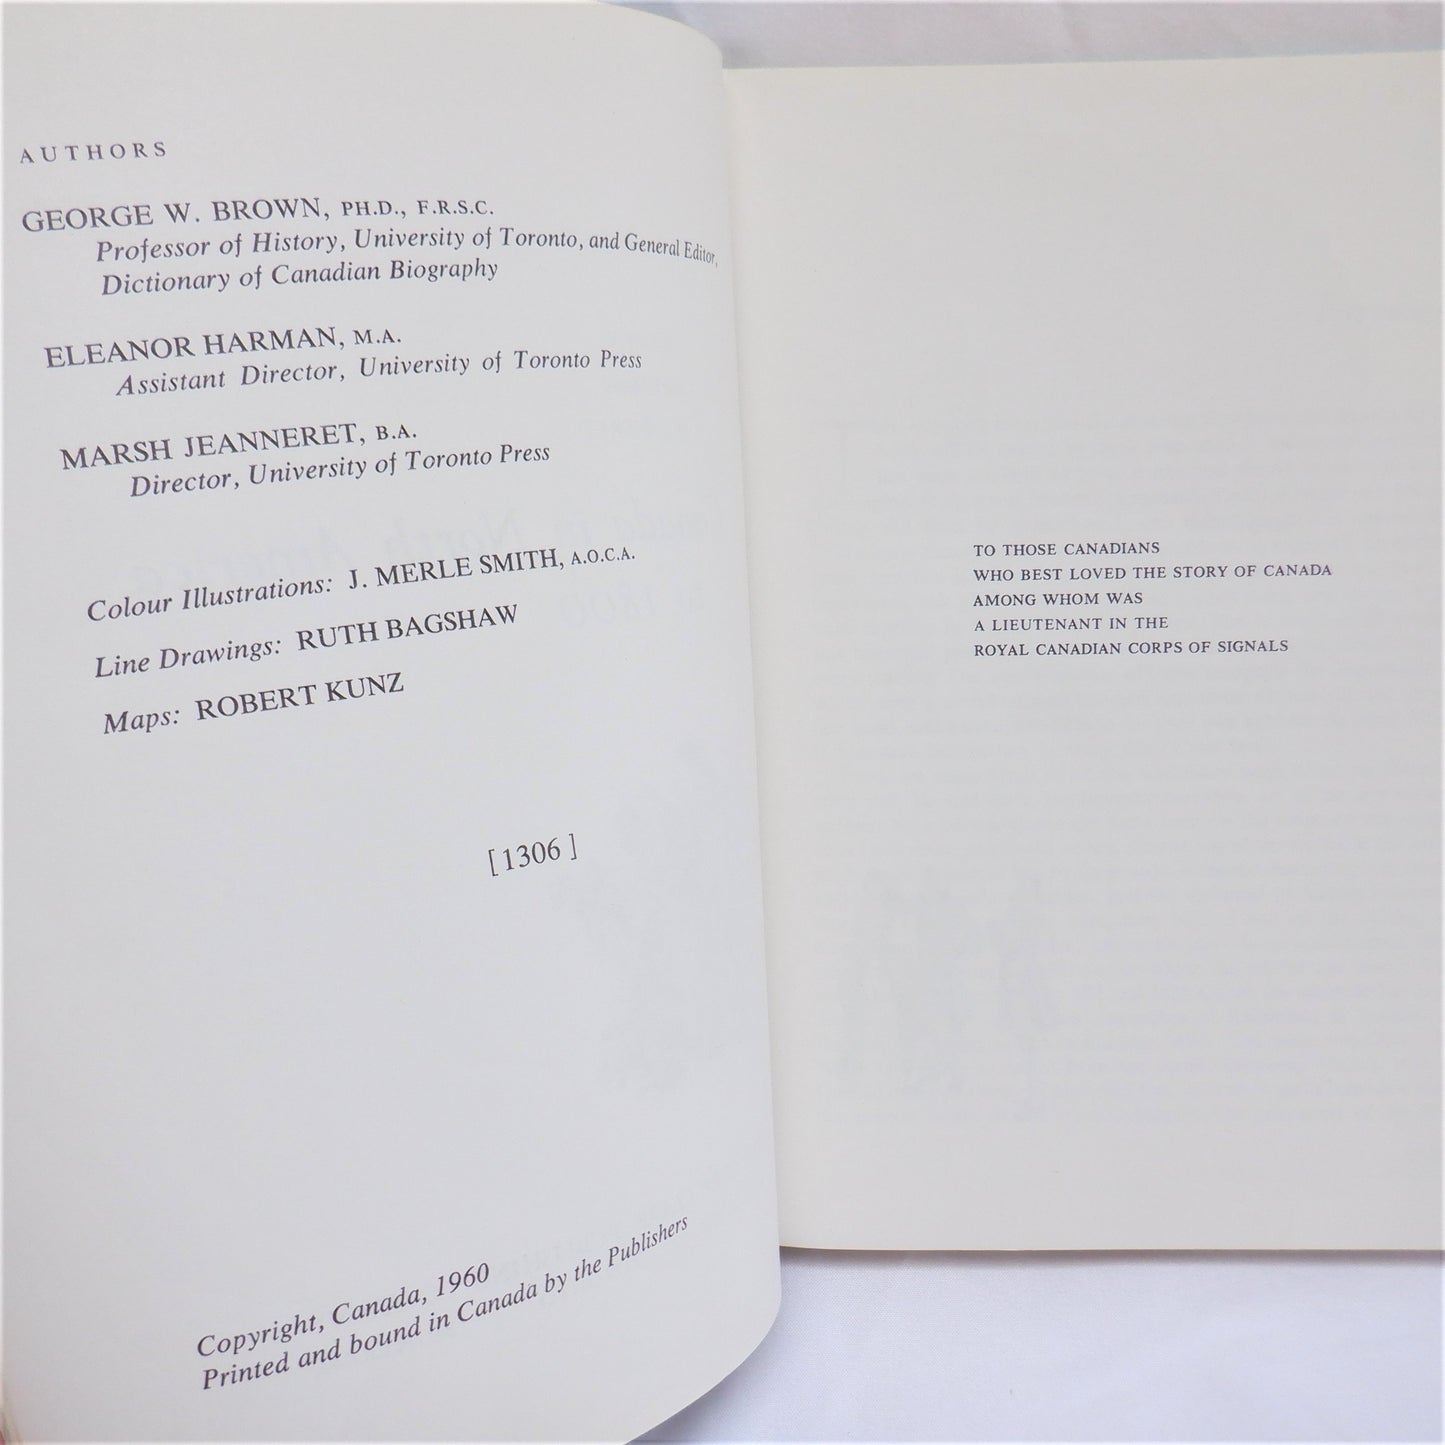 AUTHORS
GEORGE W. BROWN, PH.D., F.R.S.C.
Professor of History, University of Toronto, and General Editor,
Dictionary of Canadian Biography
ELEANOR HARMAN, M.A.
Assistant Director, University of Toronto Press
MARSH JEANNERET, B.A.
Director, University of Toronto Press
Colour Illustrations: J. MERLE SMITH, A.O.C.A.
Line Drawings: RUTH BAGSHAW
Maps: ROBERT KUNZ
[ 1306 ]
Copyright, Canada, 1960
Printed and bound in Canada by the Publishers
TO THOSE CANADIANS
WHO BEST LOVED THE STORY OF CANADA
AMONG WHOM WAS
A LIEUTENANT IN THE
ROYAL CANADIAN CORPS OF SIGNALS